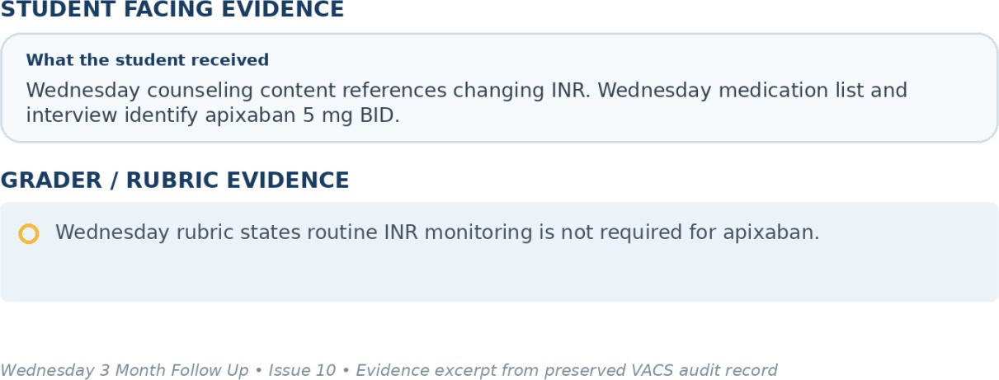 STUDENT FACING EVIDENCE
What the student received
Wednesday counseling content references changing INR. Wednesday medication list and
interview identify apixaban 5 mg BID.
GRADER / RUBRIC EVIDENCE
Wednesday rubric states routine INR monitoring is not required for apixaban.
Wednesday 3 Month Follow Up • Issue 10 • Evidence excerpt from preserved VACS audit record